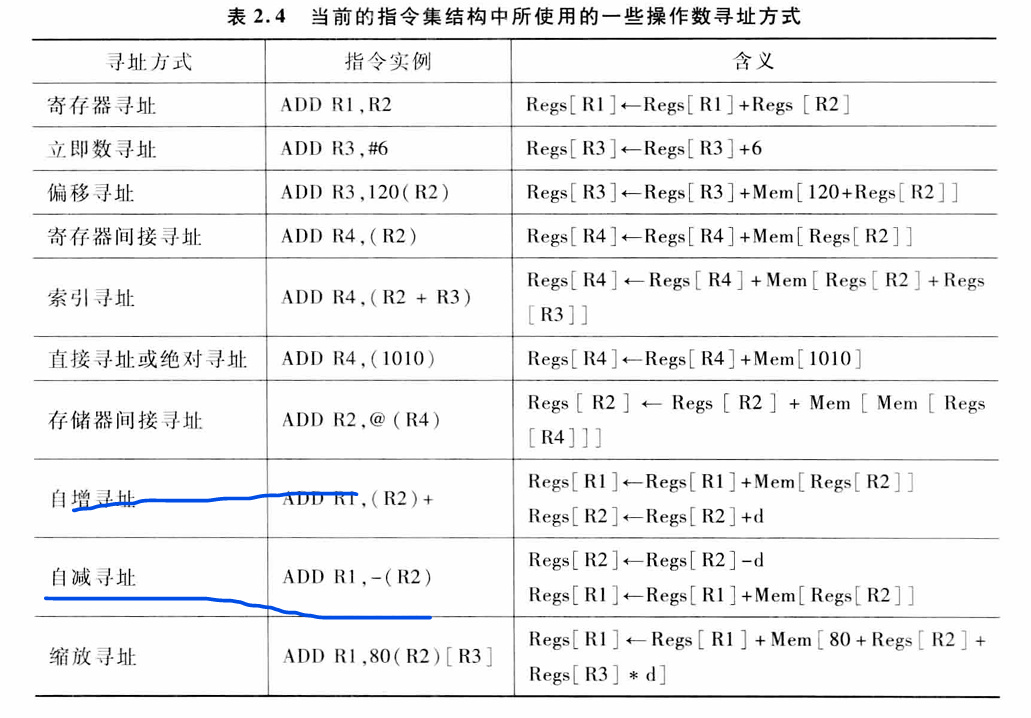 表 2.4 当前的指令集结构中所使用的一些操作数寻址方式
寻址方式 指令实例 含义
寄存器寻址 ADD R1,R2 Regs[R1]←Regs[R1]+Regs [R2]
立即数寻址 ADD R3,#6 Regs[R3]←Regs[R3]+6
偏移寻址 ADD R3,120(R2) Regs[R3]←Regs[R3]+Mem[120+Regs[R2]]
寄存器间接寻址 ADD R4,(R2) Regs[R4]←Regs[R4]+Mem[Regs[R2]]
索引寻址 ADD R4,(R2 + R3) Regs[R4]←Regs[R4]+Mem[Regs[R2]+Regs
[R3]]
直接寻址或绝对寻址 ADD R4,(1010) Regs[R4]←Regs[R4]+Mem[1010]
存储器间接寻址 ADD R2,@(R4) Regs[R2] ← Regs[R2] + Mem[Mem[Regs
[R4]]]
自增寻址 ADD R1,(R2)+ Regs[R1]←Regs[R1]+Mem[Regs[R2]]
Regs[R2]←Regs[R2]+d
自减寻址 ADD R1,-(R2) Regs[R2]←Regs[R2]-d
Regs[R1]←Regs[R1]+Mem[Regs[R2]]
缩放寻址 ADD R1,80(R2)[R3] Regs[R1]←Regs[R1]+Mem[80+Regs[R2]+
Regs[R3]*d]